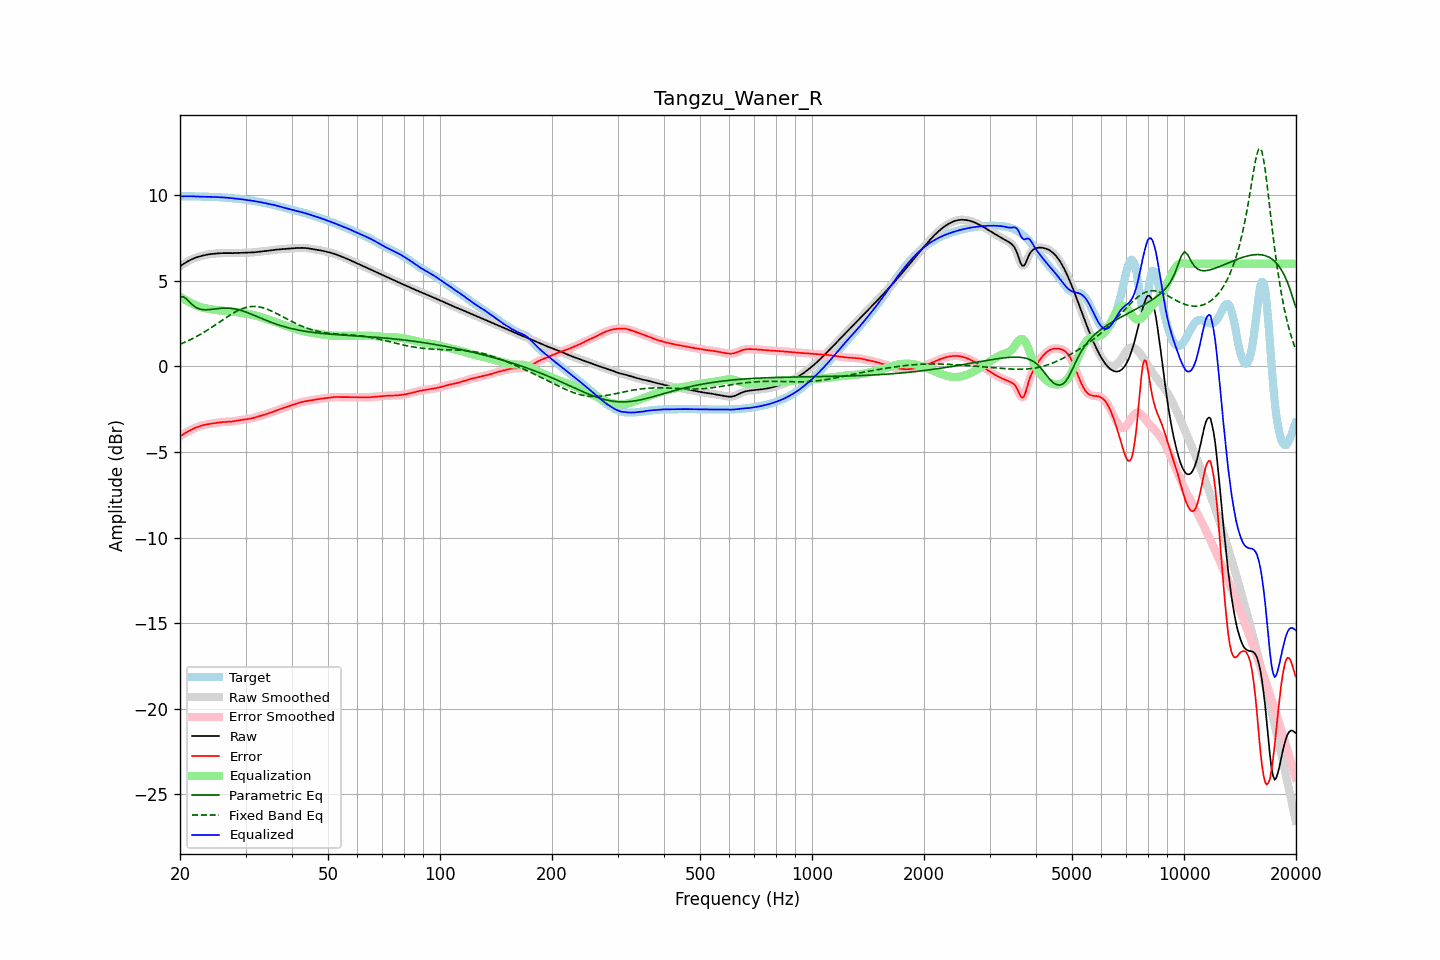 Tangzu_Waner_R
Amplitude (dBr)
10
5
0
−5
−10
−15
−20
−25
Target
Raw Smoothed
Error Smoothed
Raw
Error
Equalization
Parametric Eq
Fixed Band Eq
Equalized
20 50 100 200 500 1000 2000 5000 10000 20000
Frequency (Hz)